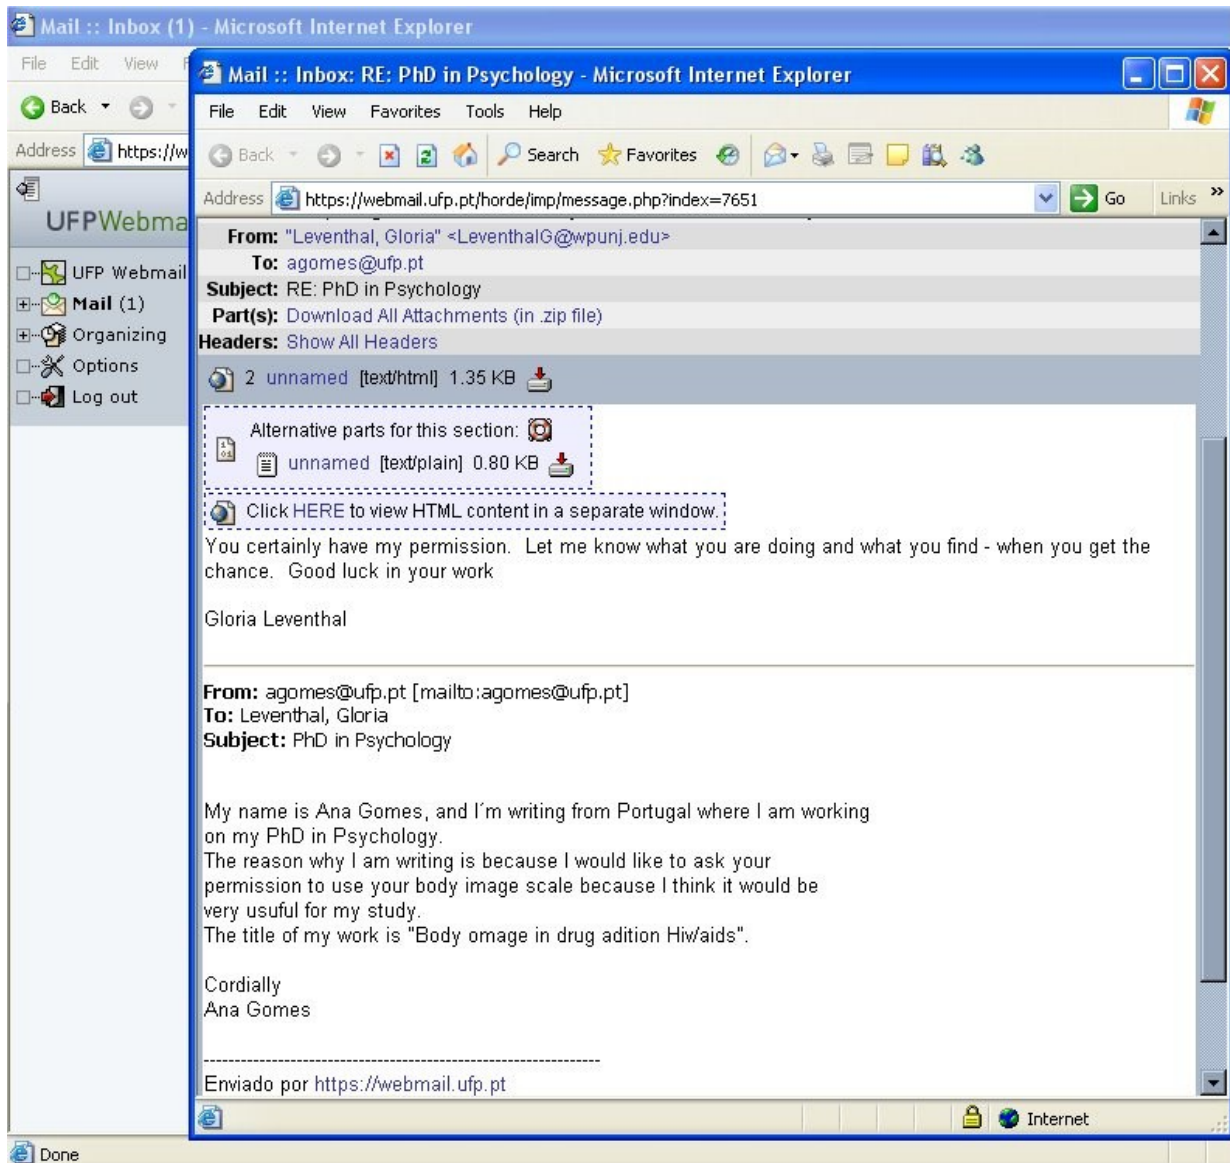 Mail :: Inbox (1) - Microsoft Internet Explorer
File Edit View
Back
Address https://w
UFPWebma
UFP Webmail
Mail (1)
Organizing
Options
Log out
Mail :: Inbox: RE: PhD in Psychology - Microsoft Internet Explorer
File Edit View Favorites Tools Help
Back Search Favorites
Address https://webmail.ufp.pt/horde/imp/message.php?index=7651 Go Links »
From: "Leventhal, Gloria" <LeventhalG@wpunj.edu>
To: agomes@ufp.pt
Subject: RE: PhD in Psychology
Part(s): Download All Attachments (in .zip file)
Headers: Show All Headers
2 unnamed [text/html] 1.35 KB
Alternative parts for this section:
unnamed [text/plain] 0.80 KB
Click HERE to view HTML content in a separate window.
You certainly have my permission. Let me know what you are doing and what you find - when you get the
chance. Good luck in your work
Gloria Leventhal
From: agomes@ufp.pt [mailto:agomes@ufp.pt]
To: Leventhal, Gloria
Subject: PhD in Psychology
My name is Ana Gomes, and I´m writing from Portugal where I am working
on my PhD in Psychology.
The reason why I am writing is because I would like to ask your
permission to use your body image scale because I think it would be
very usuful for my study.
The title of my work is "Body omage in drug adition Hiv/aids".
Cordially
Ana Gomes
----------------------------------------------------------------
Enviado por https://webmail.ufp.pt
Internet
Done